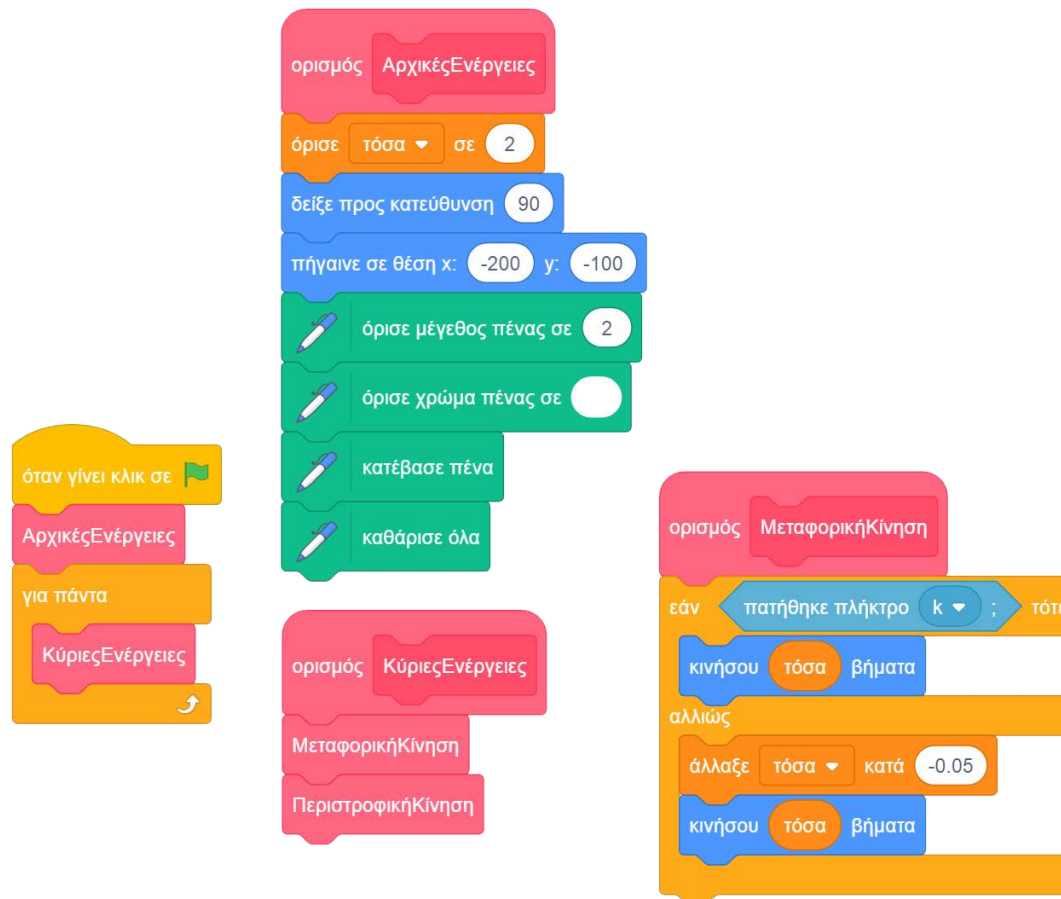 ορισμός ΑρχικέςΕνέργειες
όρισε τόσα σε 2
δείξε προς κατεύθυνση 90
πήγαινε σε θέση x: -200 y: -100
όρισε μέγεθος πένας σε 2
όρισε χρώμα πένας σε
κατέβασε πένα
καθάρισε όλα
όταν γίνει κλικ σε
ΑρχικέςΕνέργειες
για πάντα
ΚύριεςΕνέργειες
ορισμός ΚύριεςΕνέργειες
ΜεταφορικήΚίνηση
ΠεριστροφικήΚίνηση
ορισμός ΜεταφορικήΚίνηση
εάν πατήθηκε πλήκτρο k ; τότε
κινήσου τόσα βήματα
αλλιώς
άλλαξε τόσα κατά -0.05
κινήσου τόσα βήματα